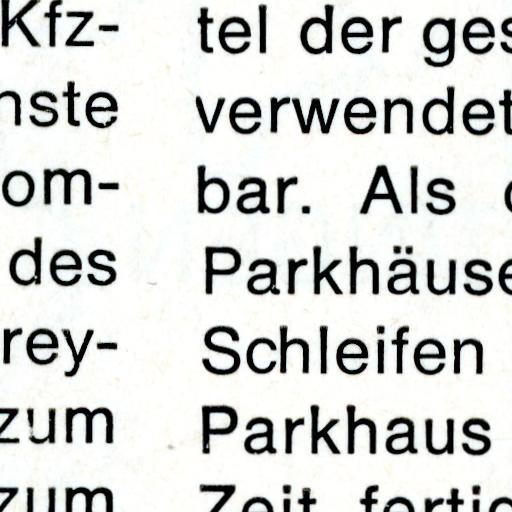 Kfz-
nste
om-
des
rey-
zum
zum
tel der ges
verwendet
bar. Als
Parkhäuse
Schleifen
Parkhaus
Zeit fertig